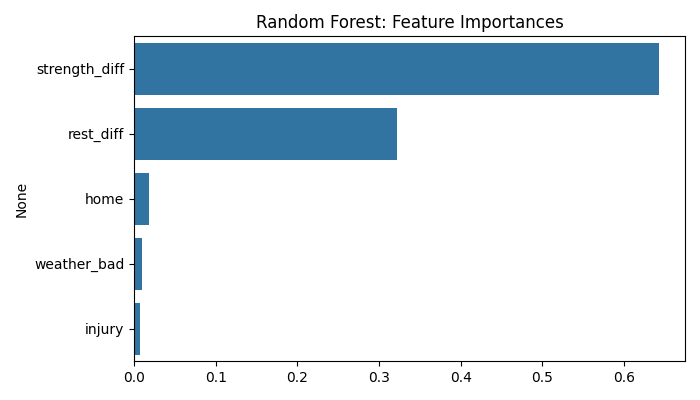 Random Forest: Feature Importances
strength_diff
rest_diff
home
weather_bad
injury
None
0.0 0.1 0.2 0.3 0.4 0.5 0.6